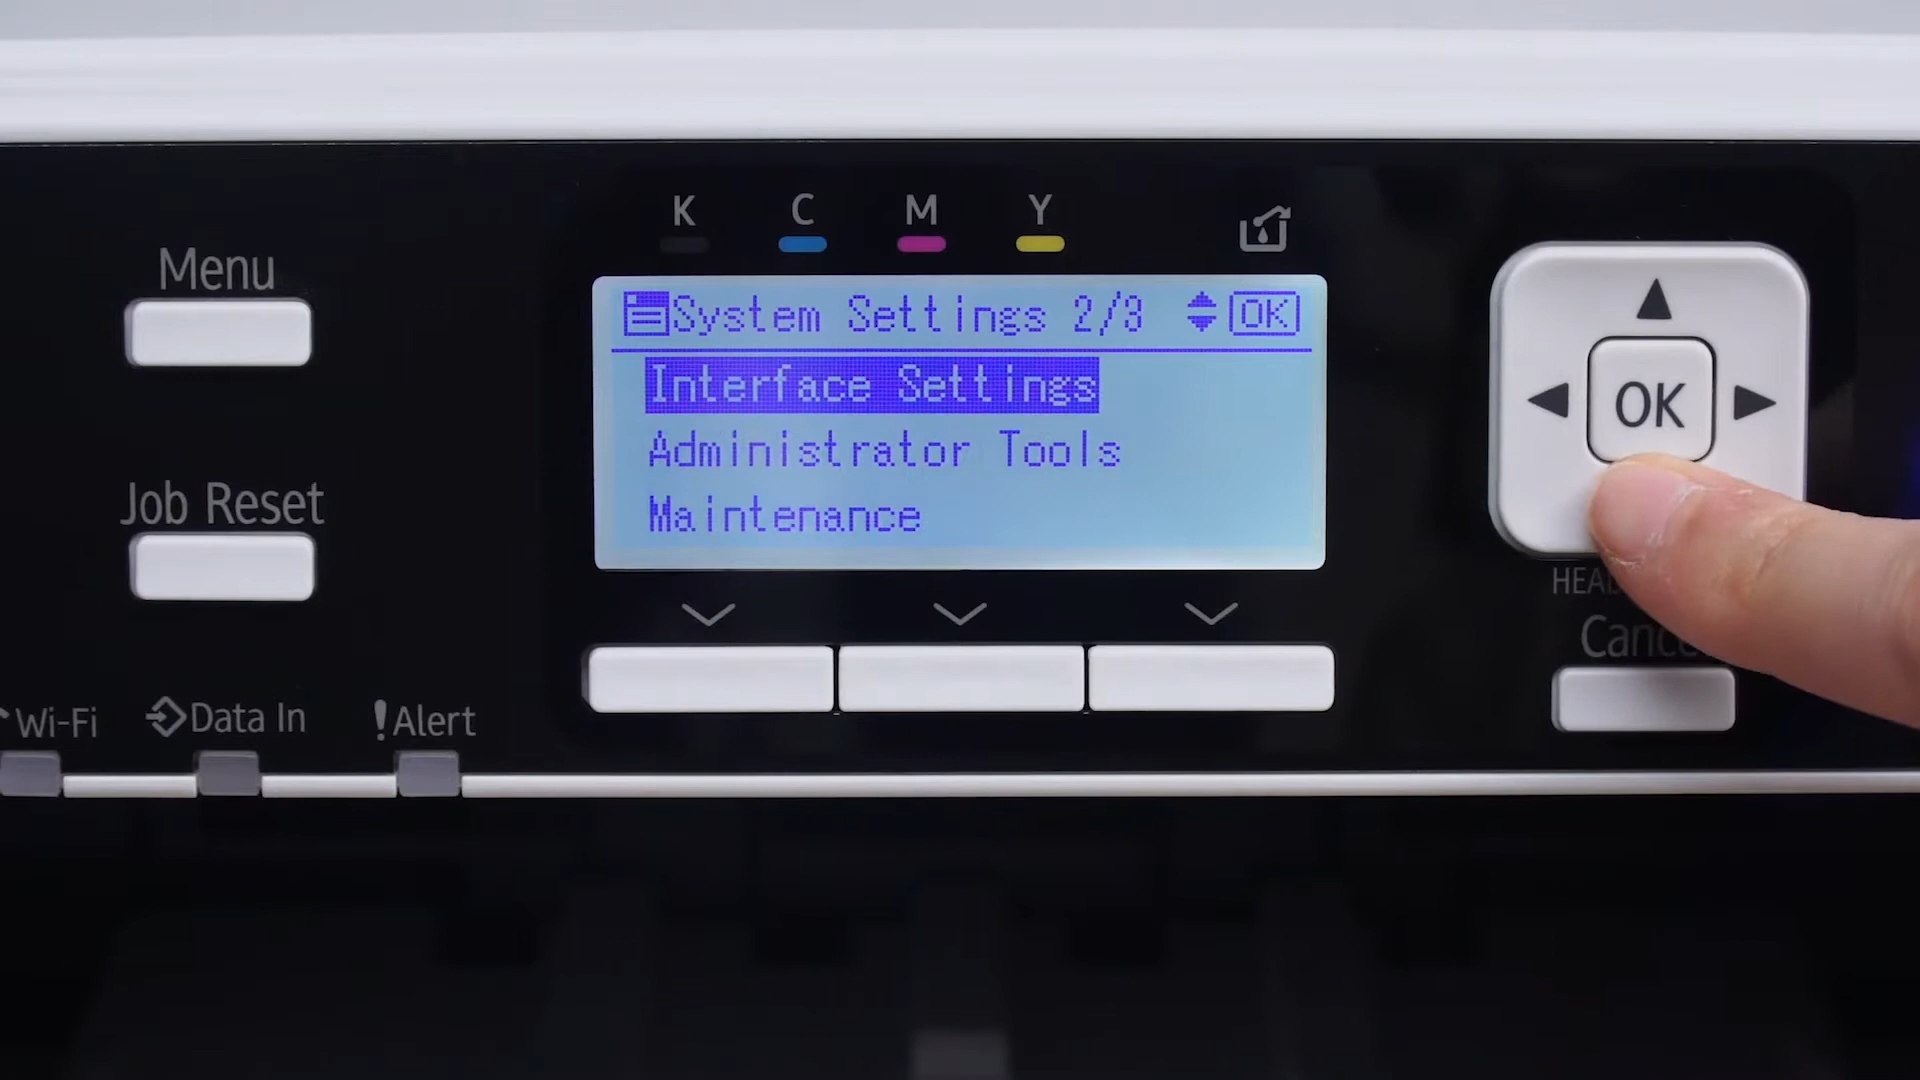 K C M Y
Menu
System Settings 2/3 OK
Interface Settings
Administrator Tools
Maintenance
OK
Job Reset
Wi-Fi
Data In
!Alert